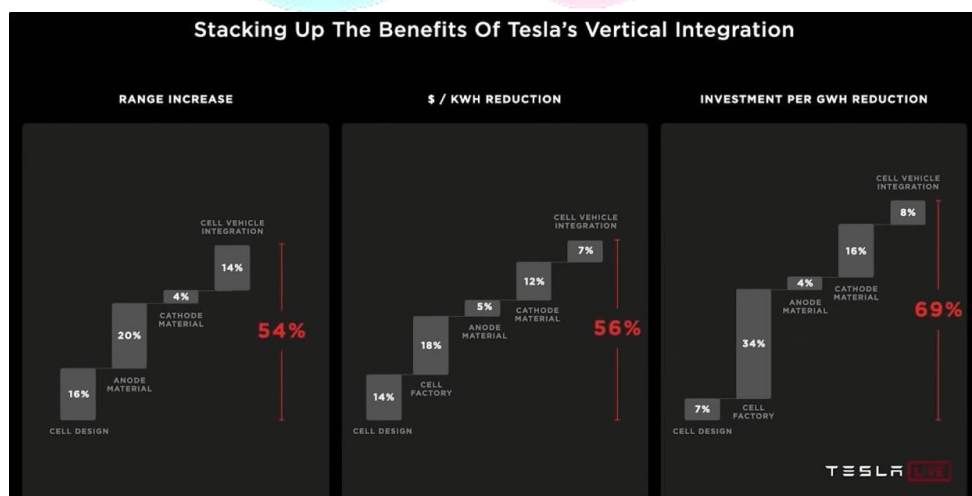 Stacking Up The Benefits Of Tesla's Vertical Integration
RANGE INCREASE
CELL VEHICLE
INTEGRATION
14%
4%
CATHODE
MATERIAL
54%
20%
ANODE
MATERIAL
16%
CELL DESIGN
$ / KWH REDUCTION
CELL VEHICLE
INTEGRATION
7%
12%
CATHODE
MATERIAL
5%
ANODE
MATERIAL
56%
18%
CELL
FACTORY
14%
CELL DESIGN
INVESTMENT PER GWH REDUCTION
CELL VEHICLE
INTEGRATION
8%
16%
CATHODE
MATERIAL
4%
ANODE
MATERIAL
69%
34%
CELL
FACTORY
7%
CELL DESIGN
TESLA LIVE